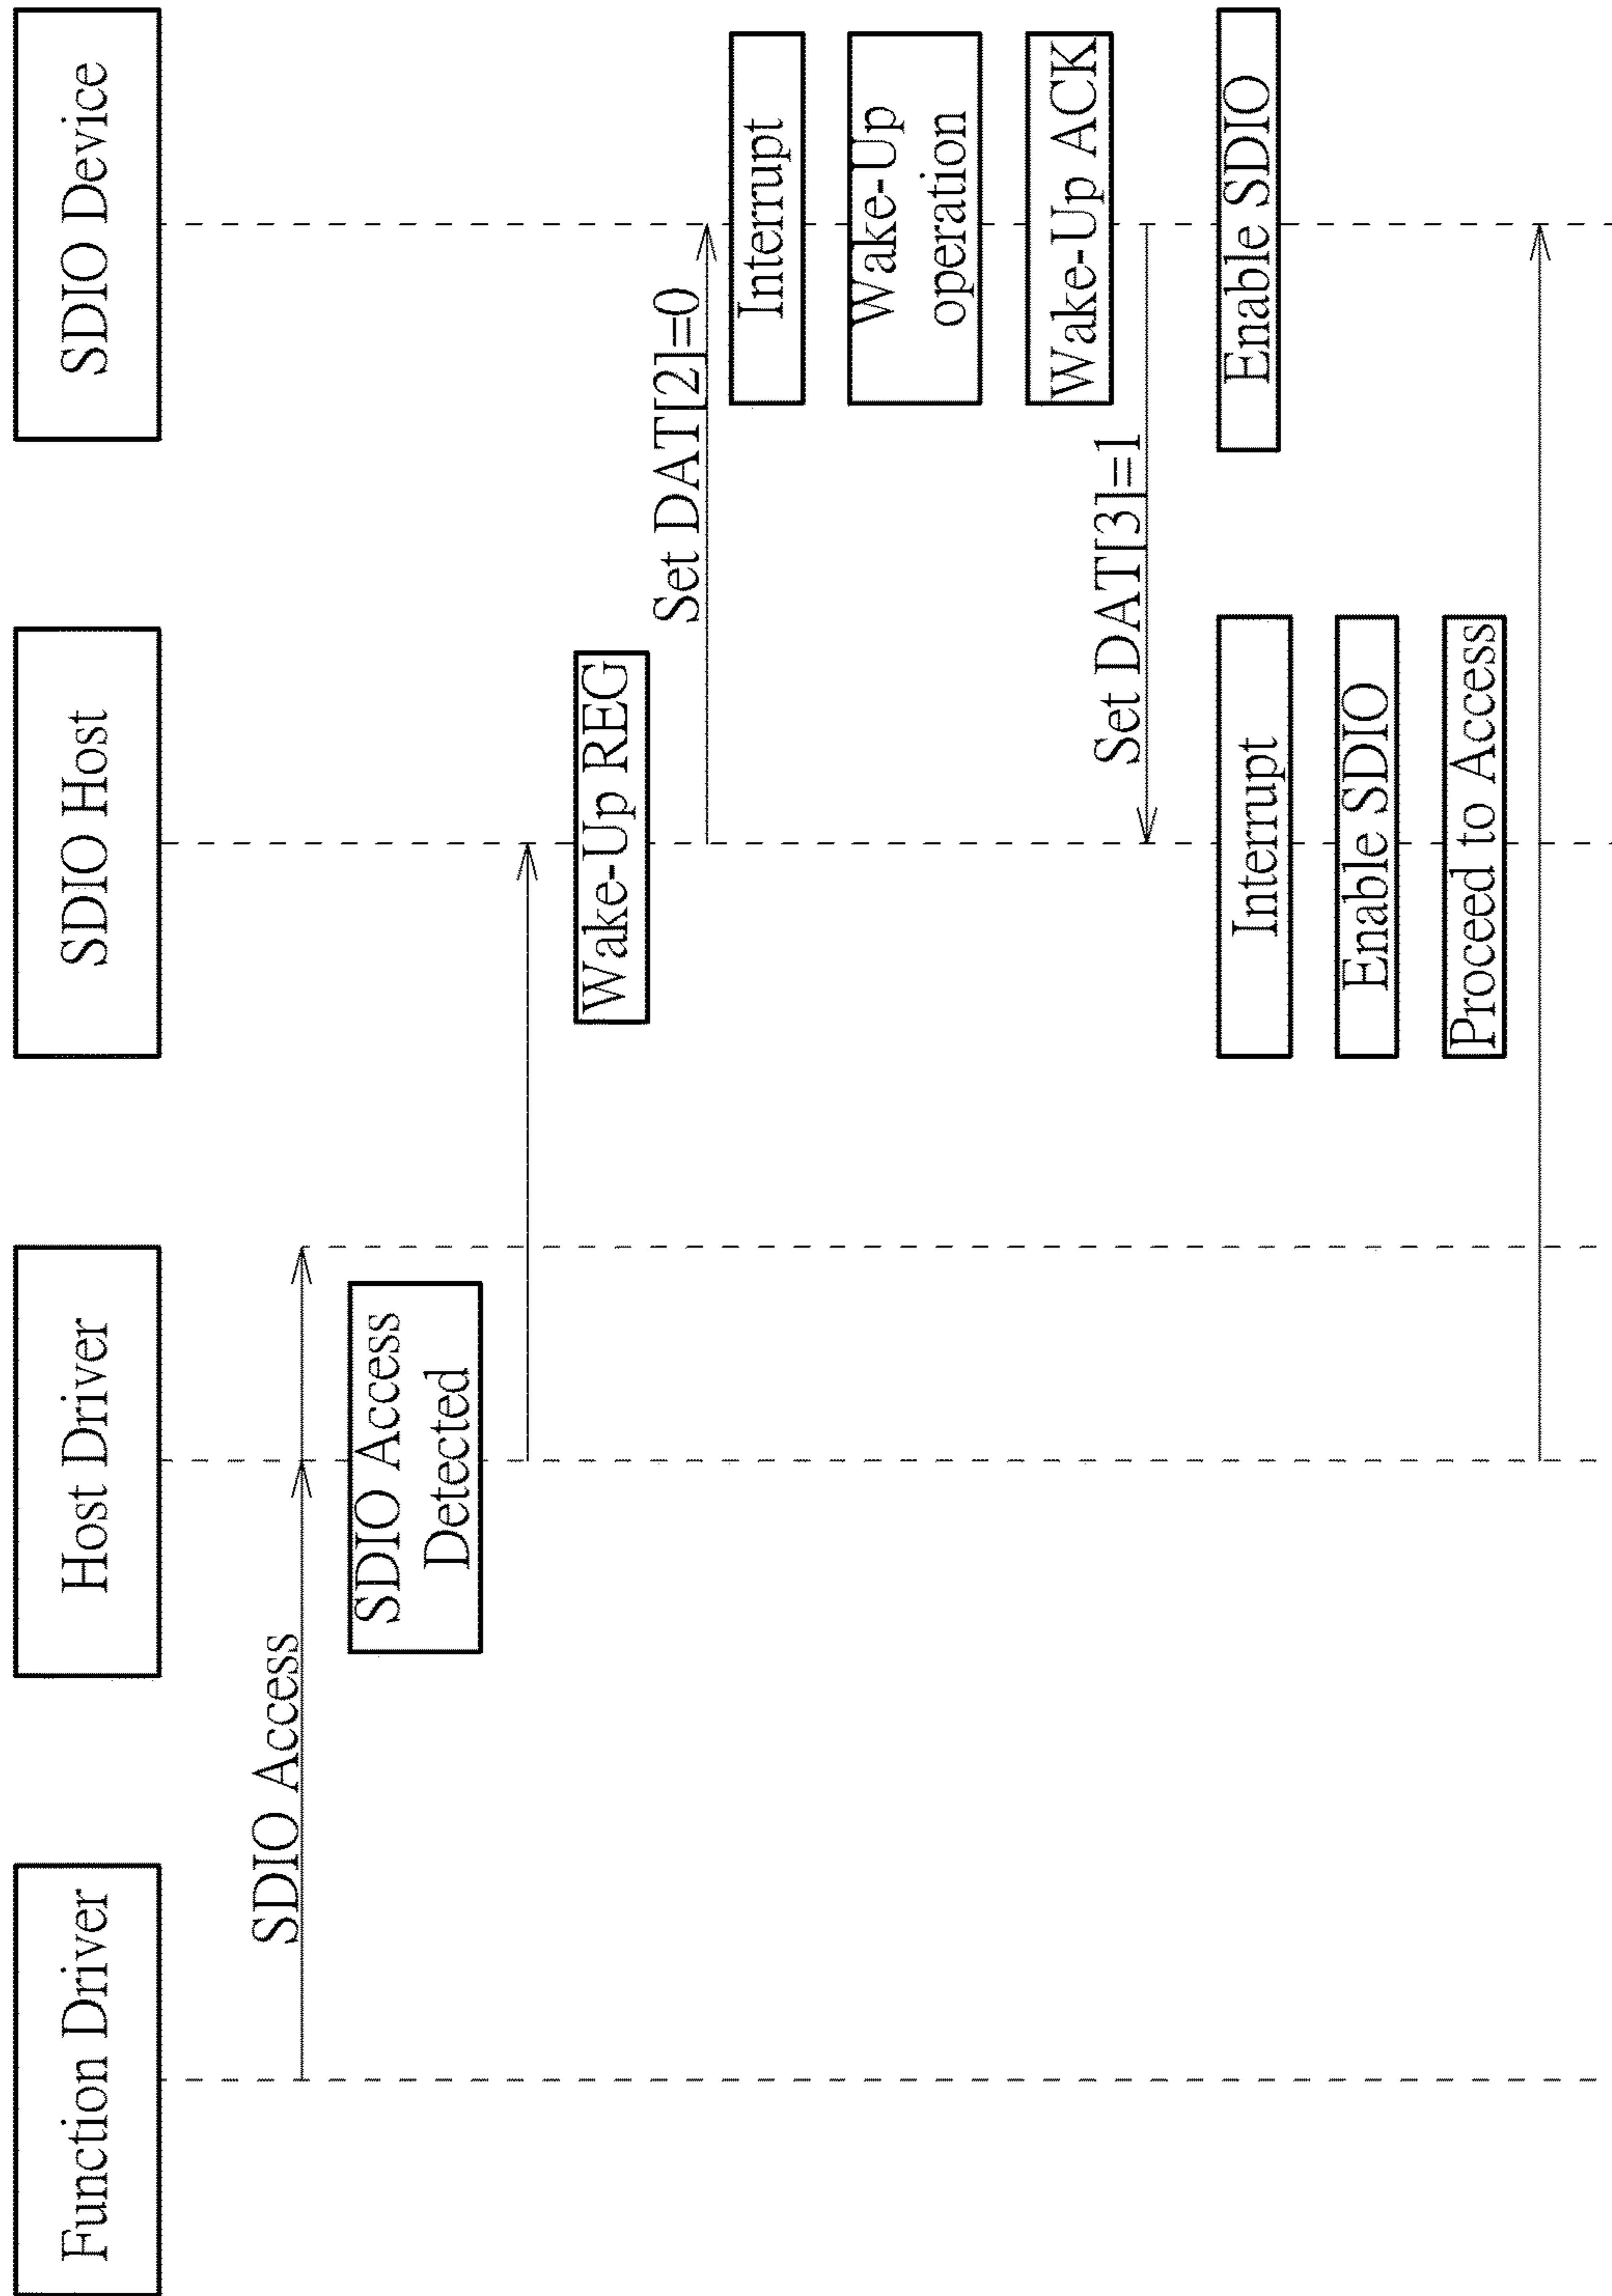 Function Driver
Host Driver
SDIO Host
SDIO Device
SDIO Access
SDIO Access
Detected
Wake-Up REG
Set DAT[2]=0
Interrupt
Wake-Up
operation
Wake-Up ACK
Set DAT[3]=1
Interrupt
Enable SDIO
Enable SDIO
Proceed to Access